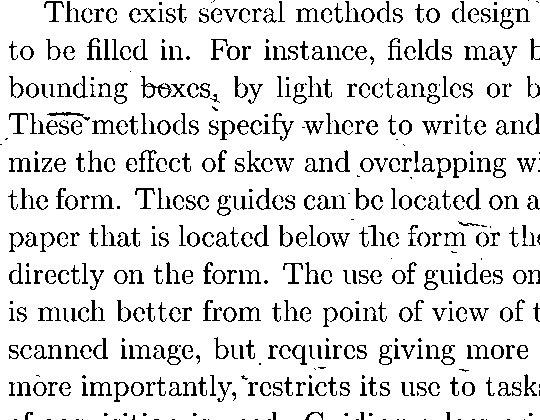 There exist several methods to design
to be filled in. For instance, fields may b
bounding boxes, by light rectangles or b
These methods specify where to write and
mize the effect of skew and overlapping wi
the form. These guides can be located on a
paper that is located below the form or the
directly on the form. The use of guides on
is much better from the point of view of t
scanned image, but requires giving more
more importantly, restricts its use to tasks